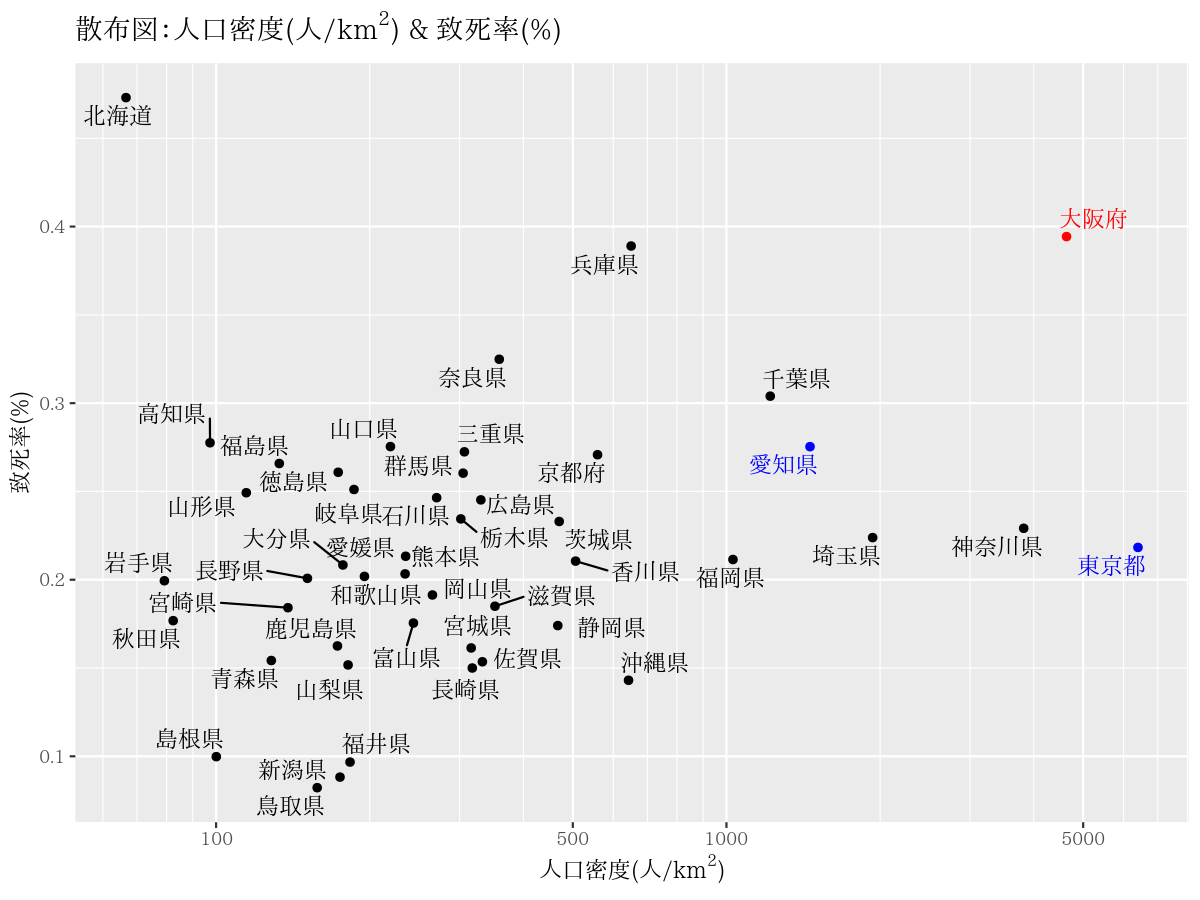 散布図:人口密度(人/km²) & 致死率(%)
北海道
大阪府
0.4
兵庫県
奈良県
千葉県
0.3
高知県
山口県
三重県
福島県
群馬県
京都府
愛知県
徳島県
山形県
岐阜県
石川県
広島県
栃木県
茨城県
大分県
愛媛県
熊本県
埼玉県
神奈川県
東京都
岩手県
長野県
香川県
福岡県
0.2
宮崎県
和歌山県
岡山県
滋賀県
秋田県
鹿児島県
宮城県
静岡県
富山県
佐賀県
沖縄県
青森県
山梨県
長崎県
島根県
福井県
0.1
新潟県
鳥取県
100
500
1000
5000
人口密度(人/km²)
致死率(%)